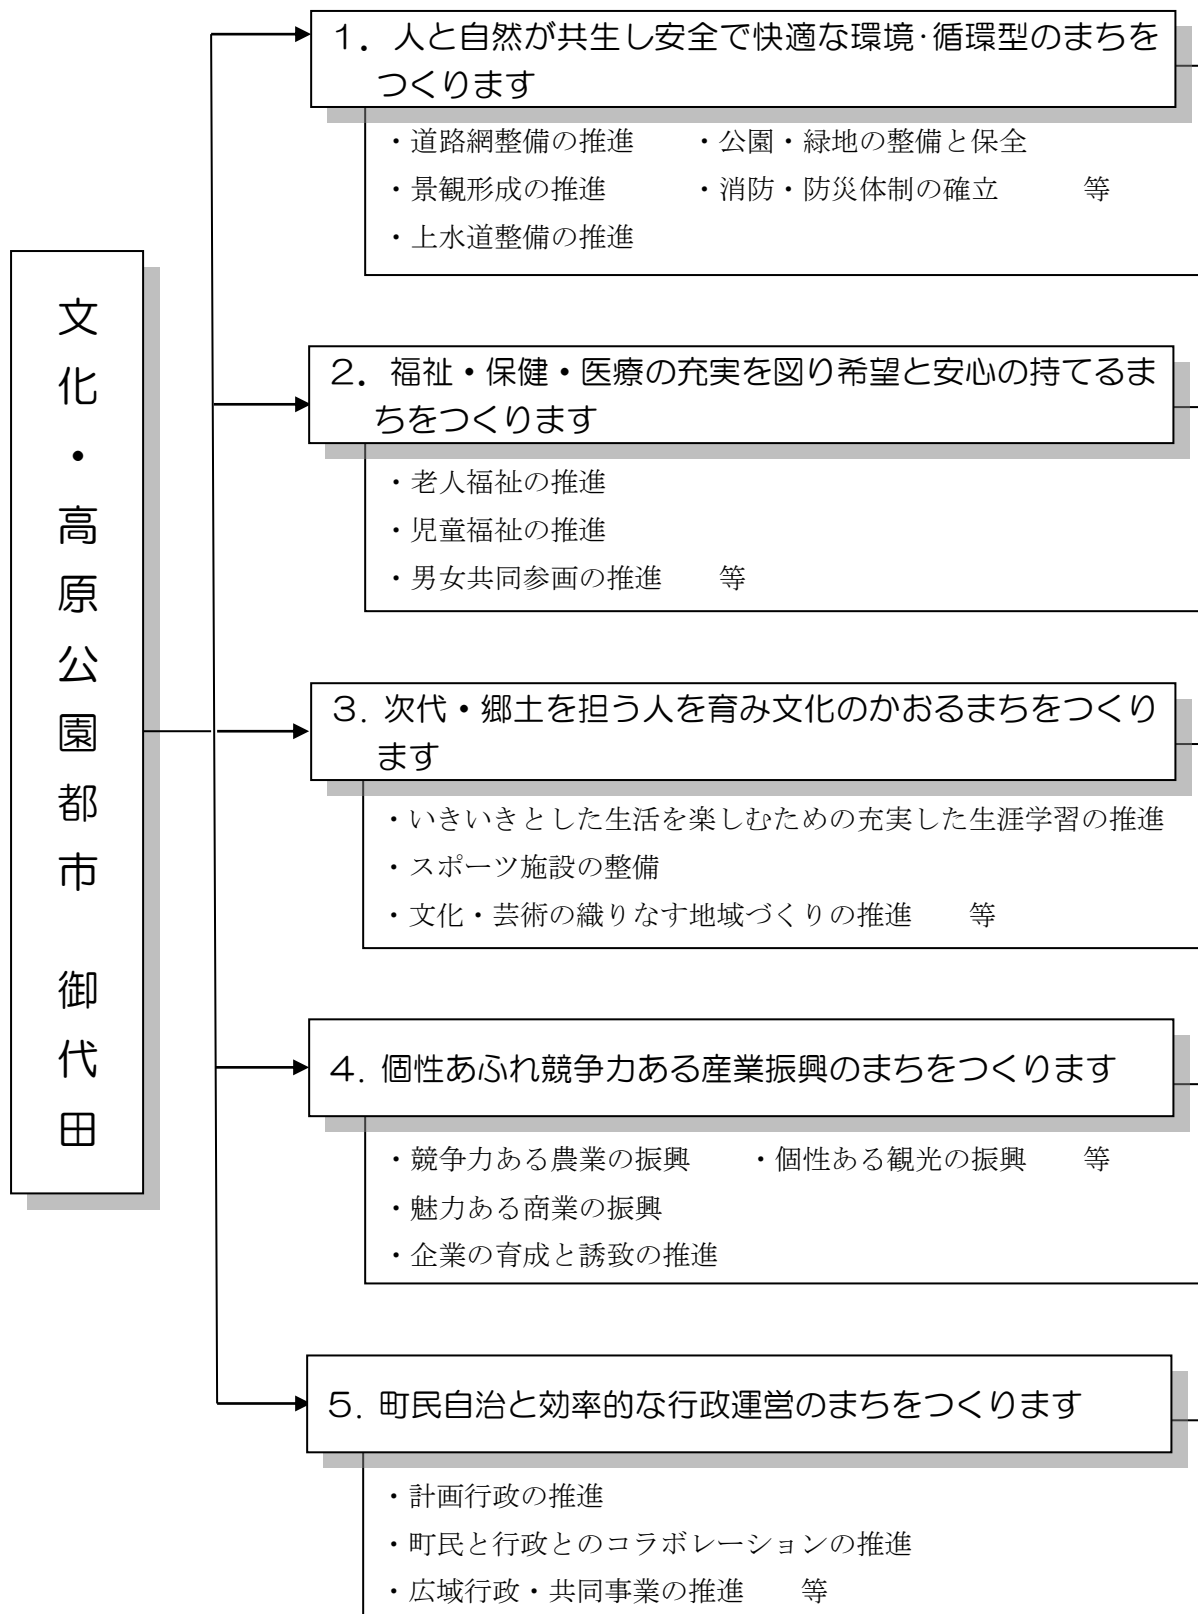 文化・高原公園都市　御代田
１．人と自然が共生し安全で快適な環境･循環型のまちを
つくります
・道路網整備の推進　　・公園・緑地の整備と保全
・景観形成の推進　　　・消防・防災体制の確立　　　等
・上水道整備の推進
２．福祉・保健・医療の充実を図り希望と安心の持てるま
ちをつくります
・老人福祉の推進
・児童福祉の推進
・男女共同参画の推進　　等
３．次代・郷土を担う人を育み文化のかおるまちをつくり
ます
・いきいきとした生活を楽しむための充実した生涯学習の推進
・スポーツ施設の整備
・文化・芸術の織りなす地域づくりの推進　　等
４．個性あふれ競争力ある産業振興のまちをつくります
・競争力ある農業の振興　　・個性ある観光の振興　　等
・魅力ある商業の振興
・企業の育成と誘致の推進
５．町民自治と効率的な行政運営のまちをつくります
・計画行政の推進
・町民と行政とのコラボレーションの推進
・広域行政・共同事業の推進　　等